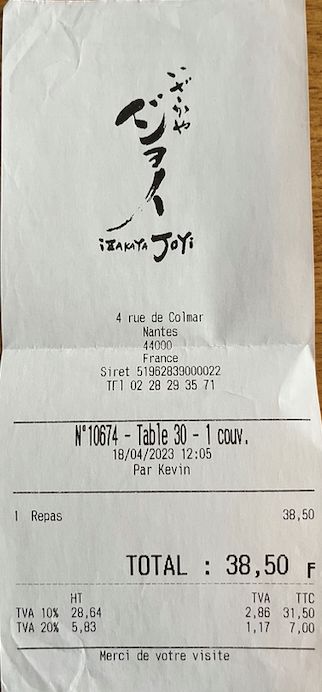 いざかや
ジョイ
iZAKAYA JOYi
4 rue de Colmar
Nantes
44000
France
Siret 51962839000022
Tél 02 28 29 35 71
N°10674 - Table 30 - 1 couv.
18/04/2023 12:05
Par Kevin
1 Repas 38,50
TOTAL : 38,50 F
HT TVA TTC
TVA 10% 28,64 2,86 31,50
TVA 20% 5,83 1,17 7,00
Merci de votre visite